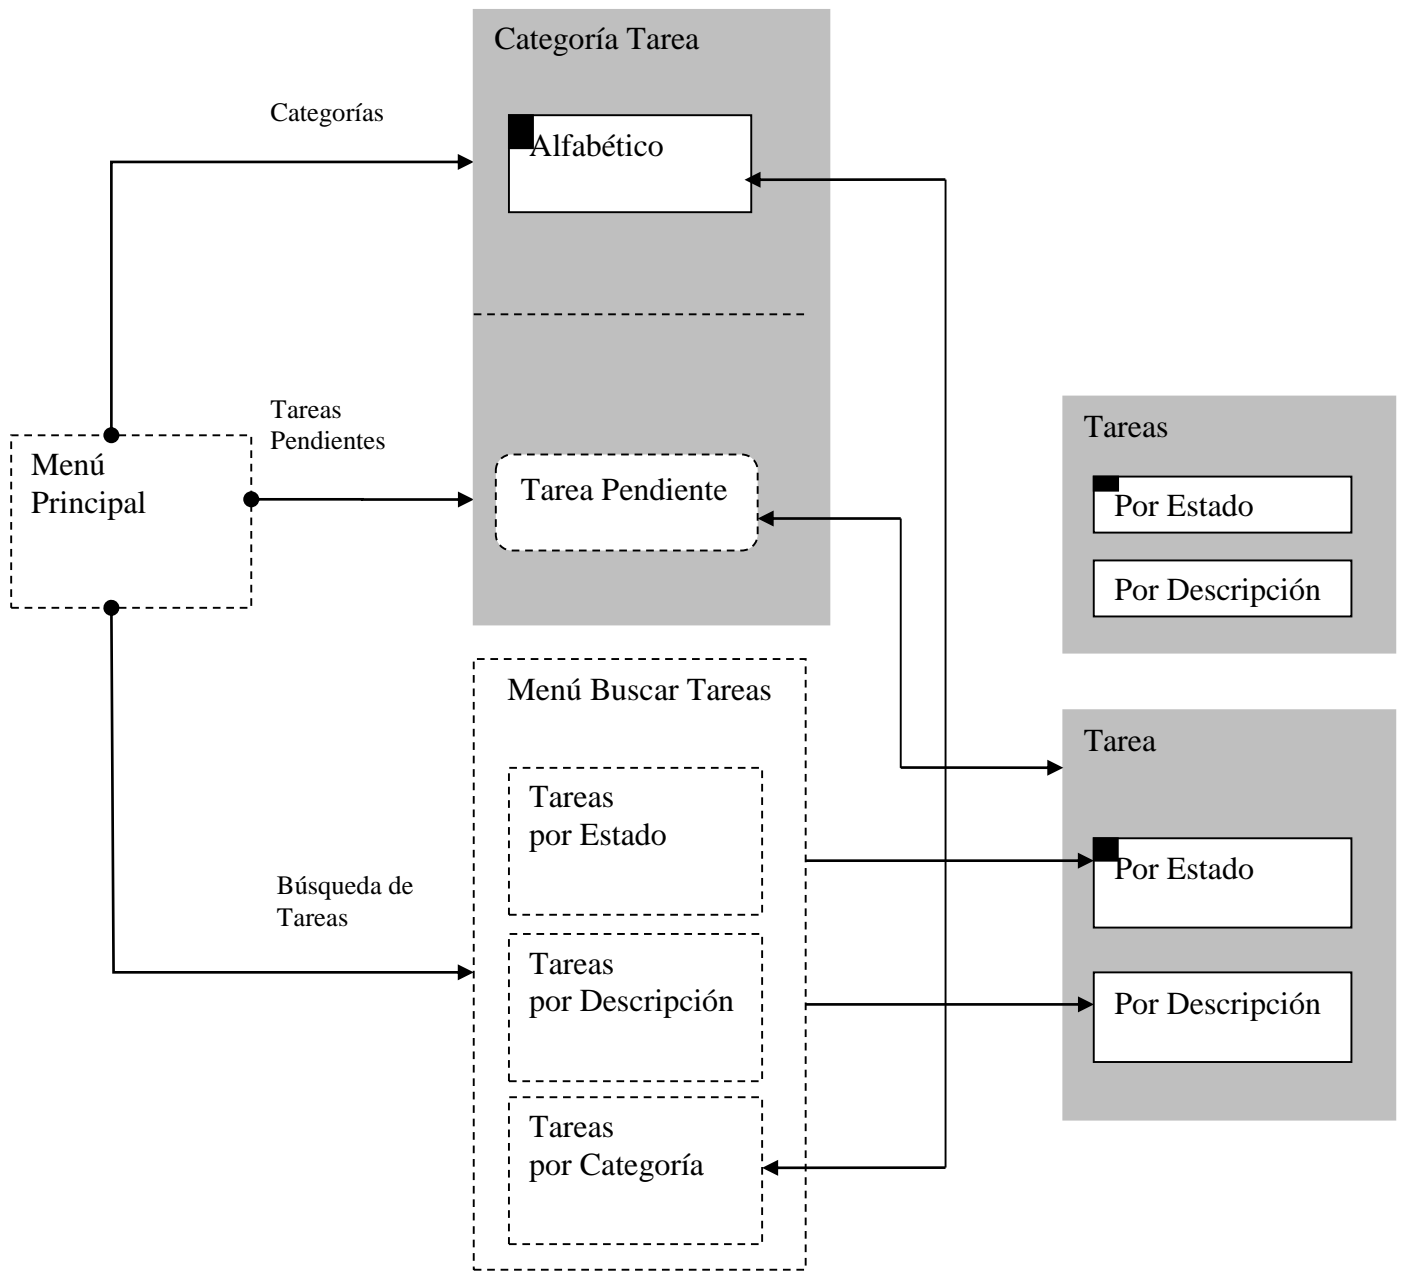 Categoría Tarea
Categorías
Alfabético
Tareas
Pendientes
Menú
Principal
Tarea Pendiente
Tareas
Por Estado
Por Descripción
Menú Buscar Tareas
Tarea
Tareas
por Estado
Por Estado
Búsqueda de
Tareas
Tareas
por Descripción
Por Descripción
Tareas
por Categoría